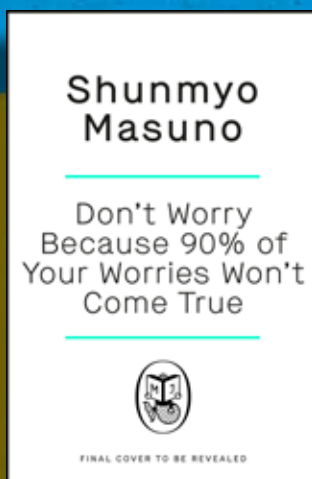 Shunmyo
Masuno
Don't Worry
Because 90% of
Your Worries Won't
Come True
M J
FINAL COVER TO BE REVEALED